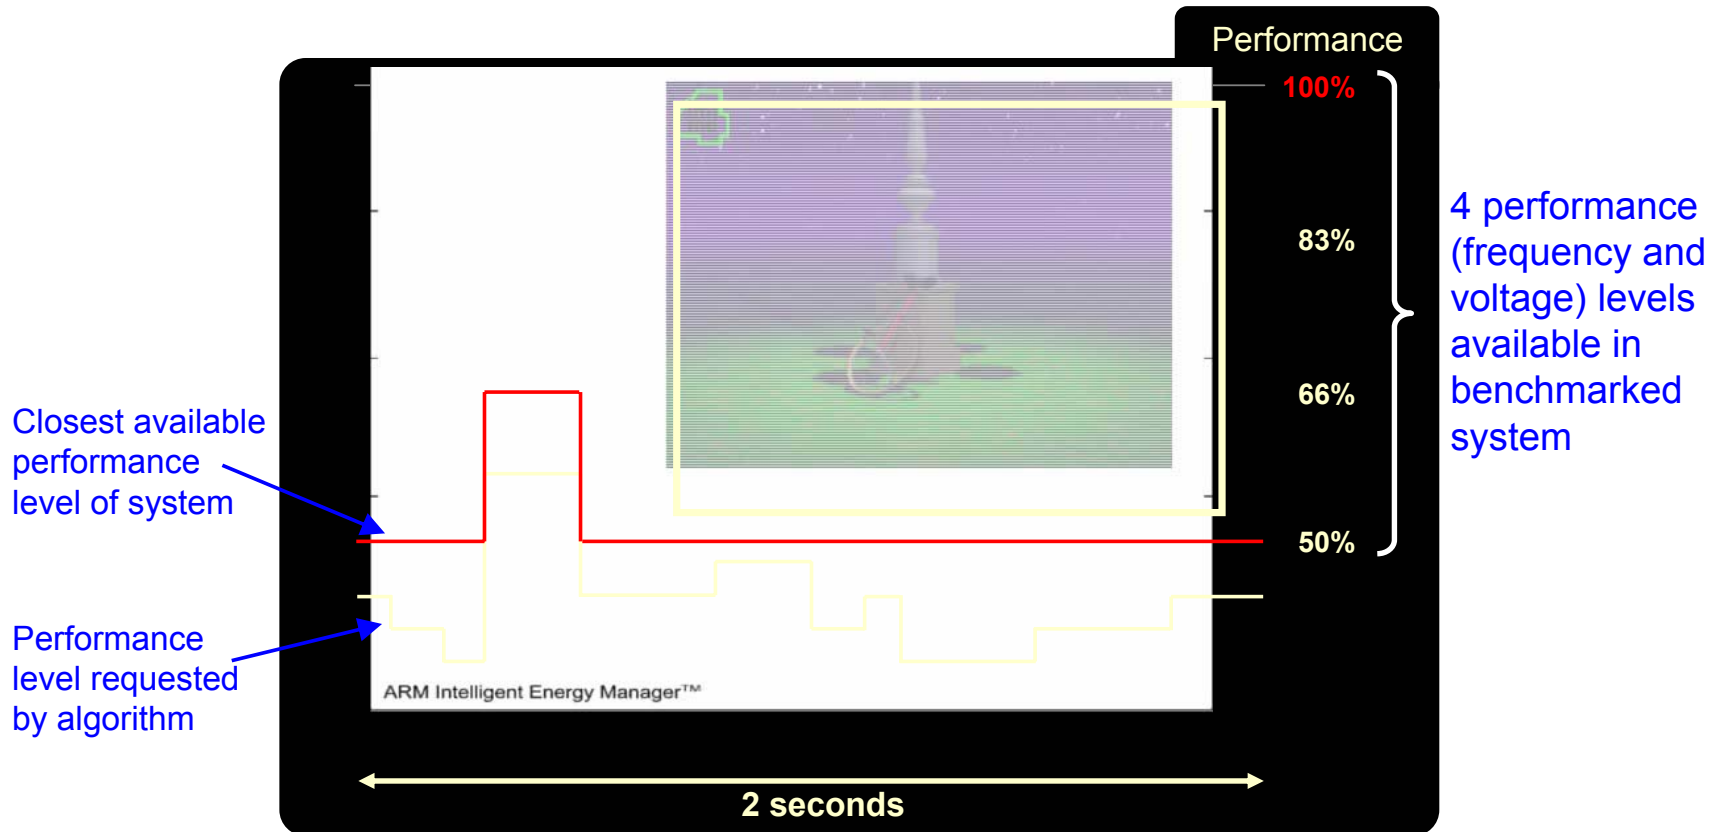 Performance
100%
83%
66%
50%
4 performance
(frequency and
voltage) levels
available in
benchmarked
system
Closest available
performance
level of system
Performance
level requested
by algorithm
ARM Intelligent Energy Manager™
2 seconds